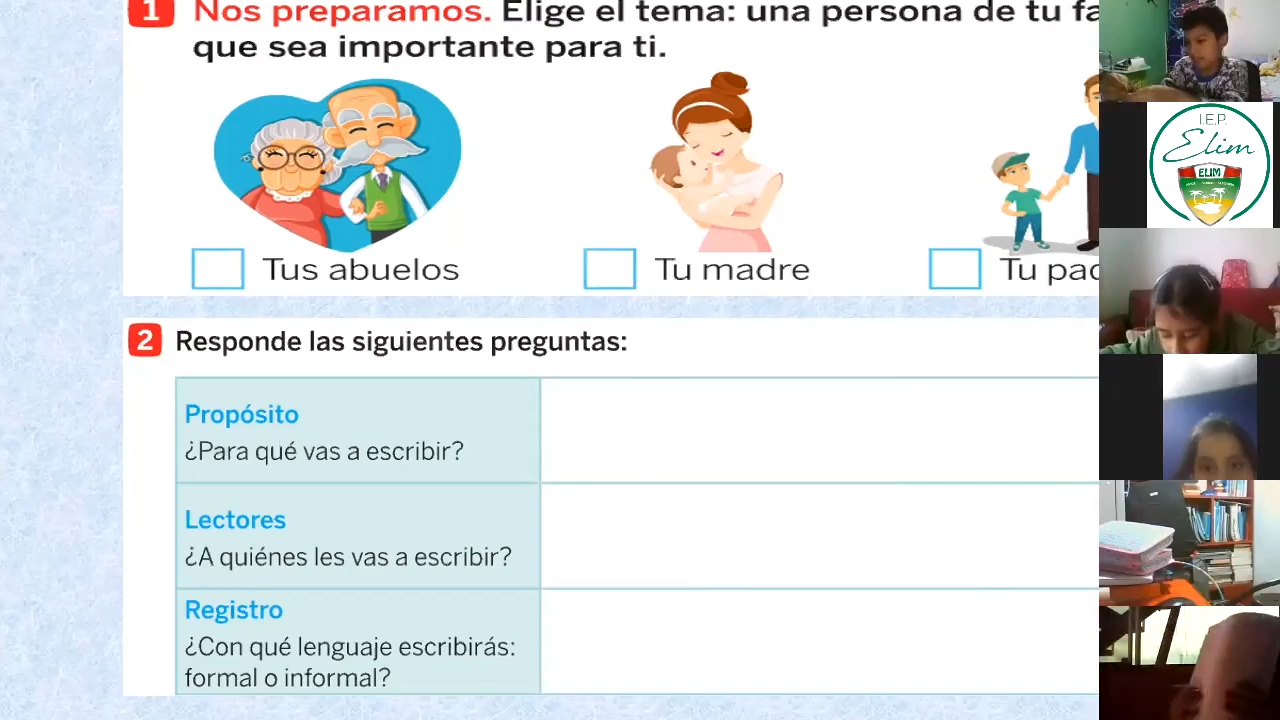 1 Nos preparamos. Elige el tema: una persona de tu fa
que sea importante para ti.
Tus abuelos
Tu madre
Tu pad
2 Responde las siguientes preguntas:
Propósito
¿Para qué vas a escribir?
Lectores
¿A quiénes les vas a escribir?
Registro
¿Con qué lenguaje escribirás:
formal o informal?
I.E.P.
Elim
ELIM